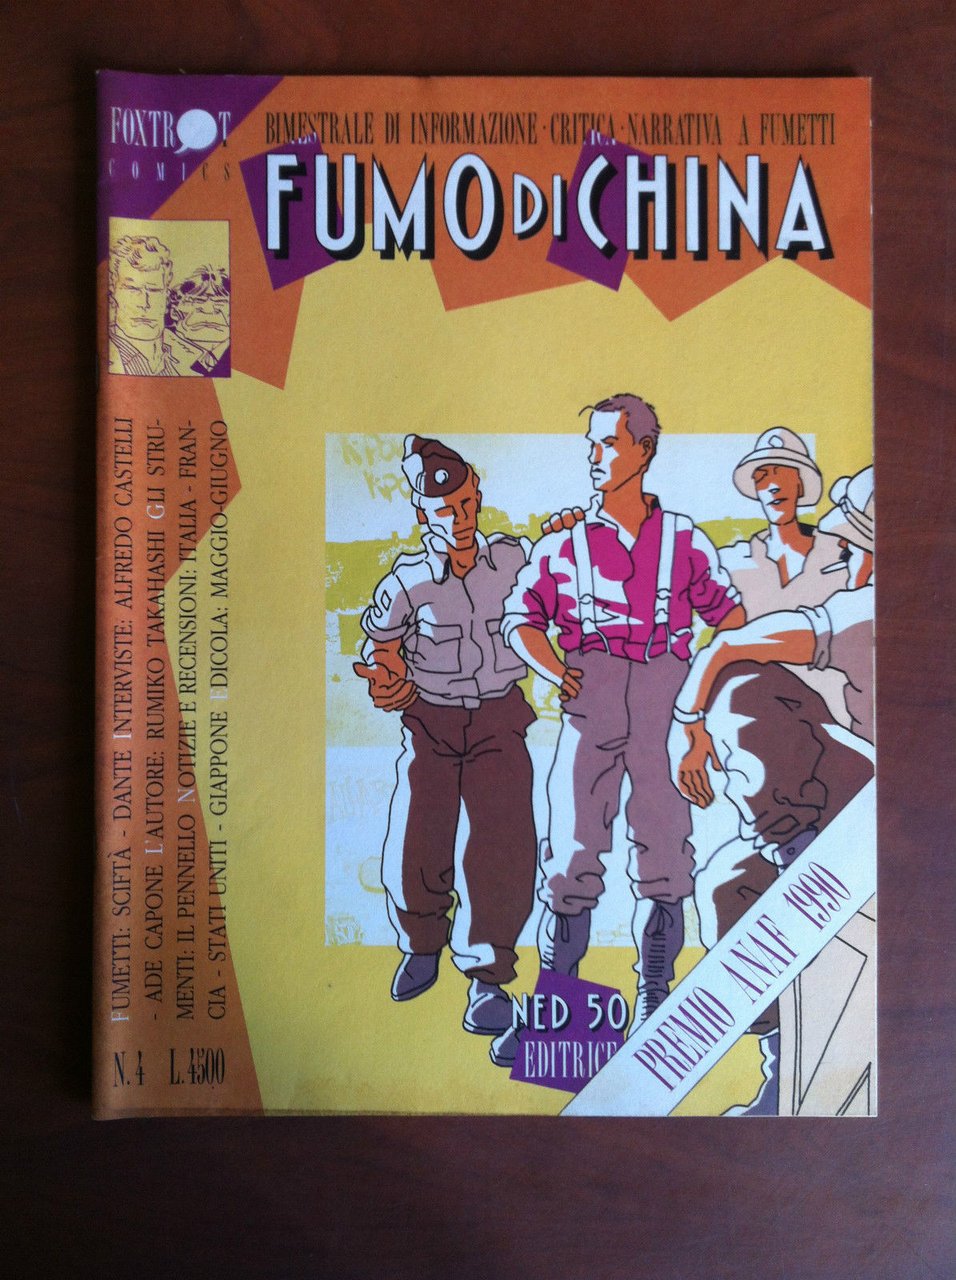 FOXTROT
COMICS
BIMESTRALE DI INFORMAZIONE · CRITICA · NARRATIVA A FUMETTI
FUMO DI CHINA
FUMETTI: SCIFTÀ - DANTE INTERVISTE: ALFREDO CASTELLI
- ADE CAPONE L'AUTORE: RUMIKO TAKAHASHI GLI STRU-
MENTI: IL PENNELLO NOTIZIE E RECENSIONI: ITALIA - FRAN-
CIA - STATI UNITI - GIAPPONE EDICOLA: MAGGIO-GIUGNO
N. 4 L. 4500
NED 50
EDITRICE
PREMIO ANAF 1990